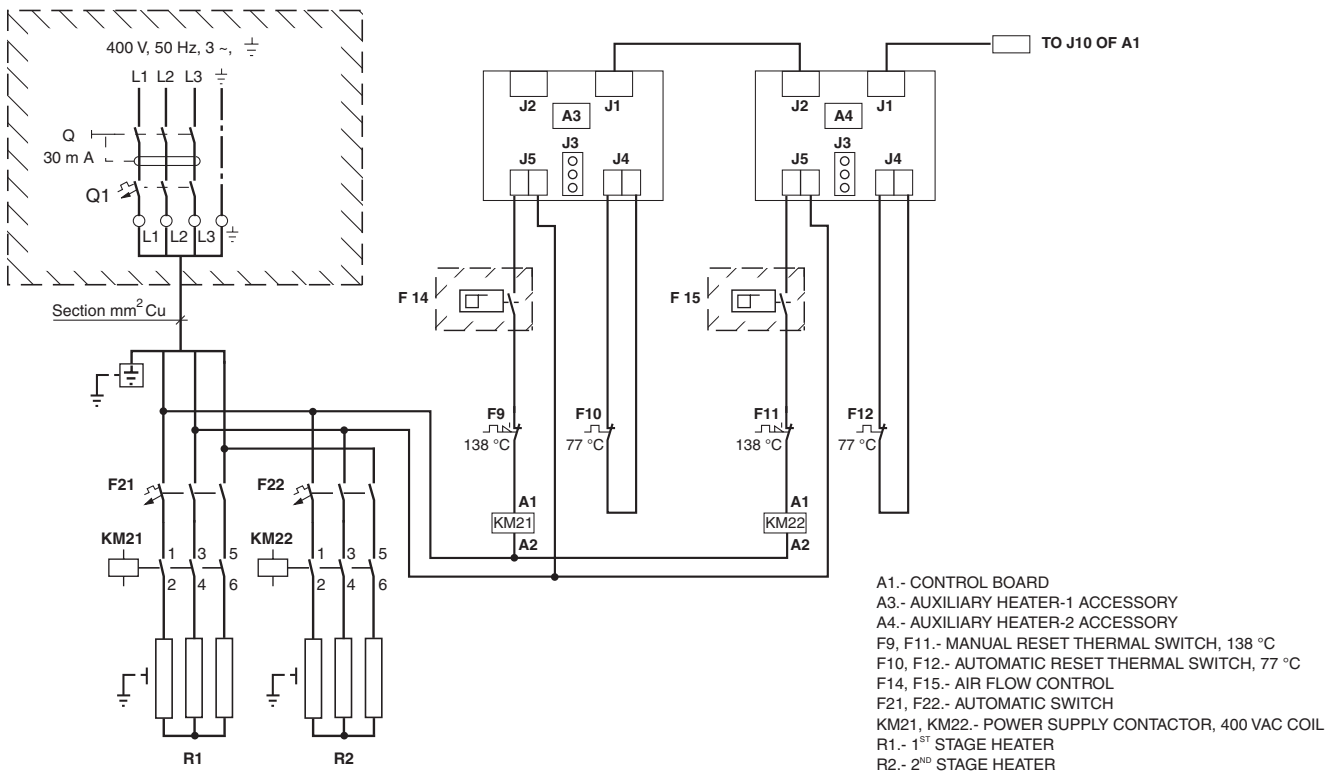 400 V, 50 Hz, 3 ~,
L1 L2 L3
Q
30 m A
Q1
L1 L2 L3
Section mm² Cu
F21
F22
KM21
KM22
1 3 5
2 4 6
1 3 5
2 4 6
R1
R2
J2 J1
A3
J3
J5 J4
F 14
F9
138 °C
F10
77 °C
A1
KM21
A2
TO J10 OF A1
J2 J1
A4
J3
J5 J4
F 15
F11
138 °C
F12
77 °C
A1
KM22
A2
A1.- CONTROL BOARD
A3.- AUXILIARY HEATER-1 ACCESSORY
A4.- AUXILIARY HEATER-2 ACCESSORY
F9, F11.- MANUAL RESET THERMAL SWITCH, 138 °C
F10, F12.- AUTOMATIC RESET THERMAL SWITCH, 77 °C
F14, F15.- AIR FLOW CONTROL
F21, F22.- AUTOMATIC SWITCH
KM21, KM22.- POWER SUPPLY CONTACTOR, 400 VAC COIL
R1.- 1ST STAGE HEATER
R2.- 2ND STAGE HEATER